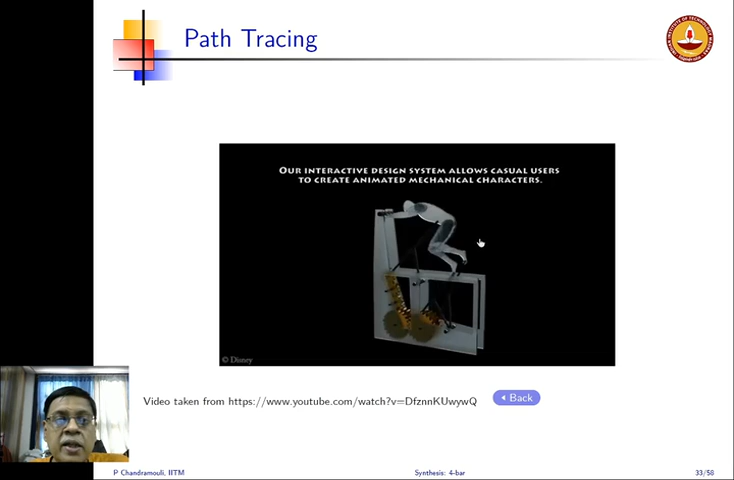 Path Tracing
OUR INTERACTIVE DESIGN SYSTEM ALLOWS CASUAL USERS
TO CREATE ANIMATED MECHANICAL CHARACTERS.
© Disney
Video taken from https://www.youtube.com/watch?v=DfznnKUwywQ
Back
P Chandramouli, IITM
Synthesis: 4-bar
33/58